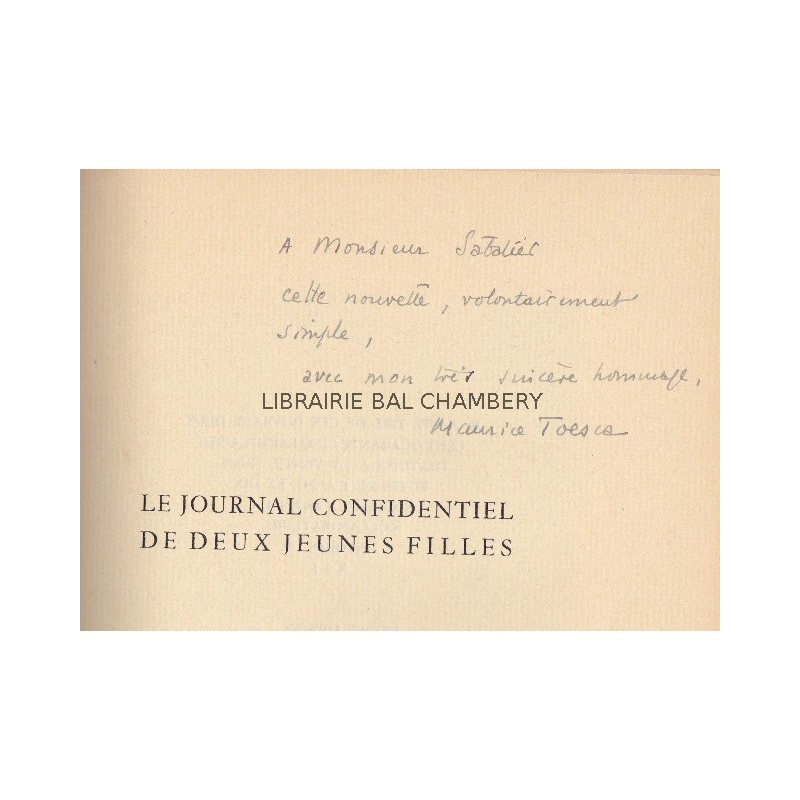 A Monsieur Sabatier
cette nouvelle, volontairement
simple,
avec mon très sincère hommage,
LIBRAIRIE BAL CHAMBERY
Maurice Toesca
LE JOURNAL CONFIDENTIEL
DE DEUX JEUNES FILLES